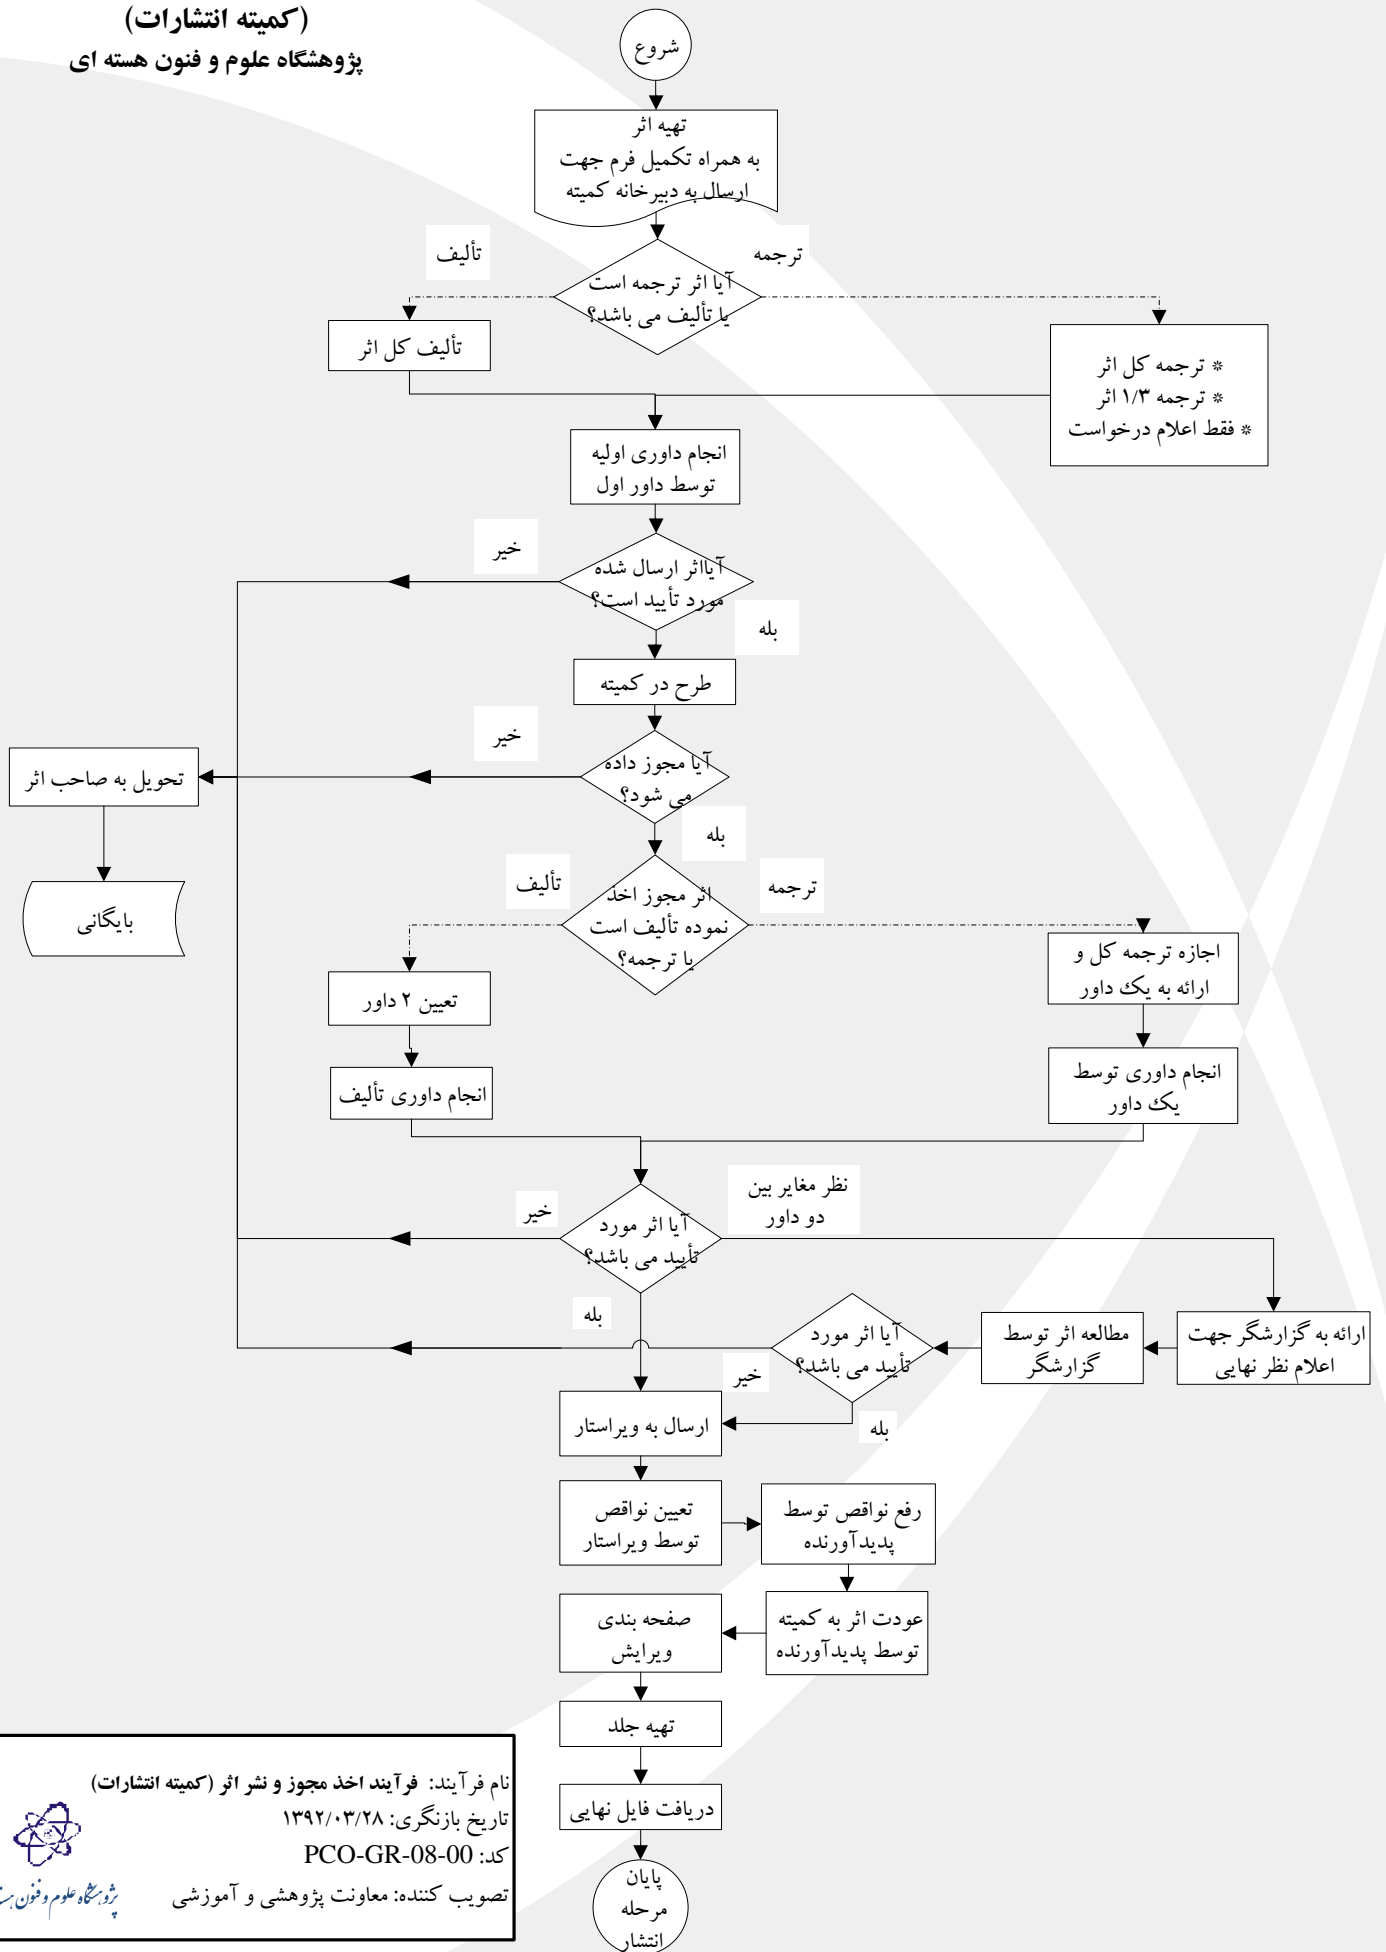 (کمیته انتشارات)
پژوهشگاه علوم و فنون هسته ای
شروع
تهیه اثر
به همراه تکمیل فرم جهت
ارسال به دبیرخانه کمیته
تألیف
ترجمه
آیا اثر ترجمه است
یا تألیف می باشد؟
تألیف کل اثر
* ترجمه کل اثر
* ترجمه ۱/۳ اثر
* فقط اعلام درخواست
انجام داوری اولیه
توسط داور اول
خیر
آیااثر ارسال شده
مورد تأیید است؟
بله
طرح در کمیته
خیر
آیا مجوز داده
می شود؟
تحویل به صاحب اثر
بله
بایگانی
تألیف
ترجمه
اثر مجوز اخذ
نموده تألیف است
یا ترجمه؟
اجازه ترجمه کل و
ارائه به یک داور
تعیین ۲ داور
انجام داوری توسط
یک داور
انجام داوری تألیف
نظر مغایر بین
دو داور
خیر
آیا اثر مورد
تأیید می باشد؟
بله
آیا اثر مورد
تأیید می باشد؟
مطالعه اثر توسط
گزارشگر
ارائه به گزارشگر جهت
اعلام نظر نهایی
خیر
بله
ارسال به ویراستار
تعیین نواقص
توسط ویراستار
رفع نواقص توسط
پدیدآورنده
عودت اثر به کمیته
توسط پدیدآورنده
صفحه بندی
ویرایش
تهیه جلد
دریافت فایل نهایی
پایان
مرحله
انتشار
نام فرآیند: فرآیند اخذ مجوز و نشر اثر (کمیته انتشارات)
تاریخ بازنگری: ۱۳۹۲/۰۳/۲۸
کد: PCO-GR-08-00
تصویب کننده: معاونت پژوهشی و آموزشی
پژوهشگاه علوم و فنون